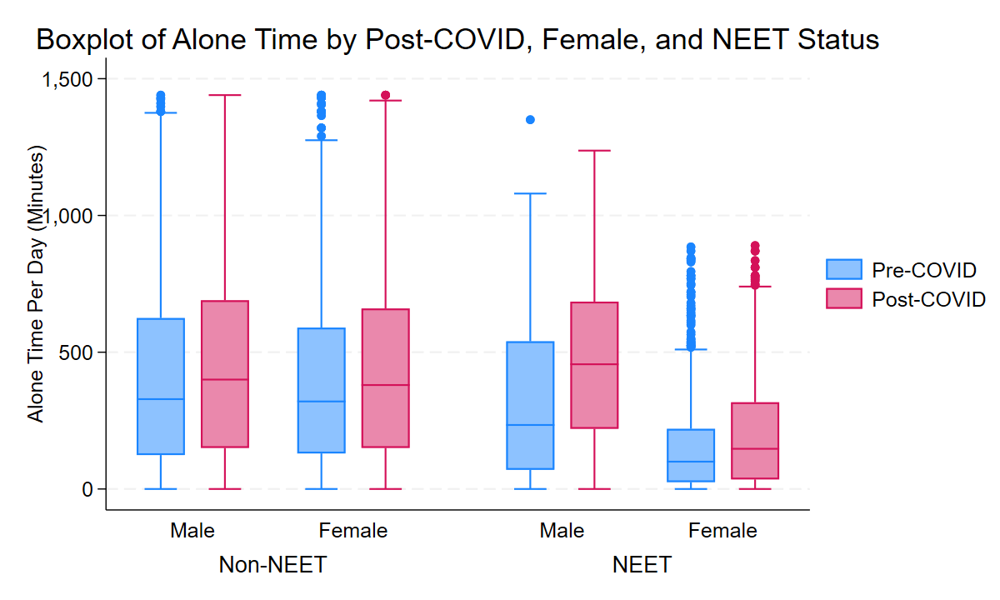 Boxplot of Alone Time by Post-COVID, Female, and NEET Status
Alone Time Per Day (Minutes)
1,500
1,000
500
0
Pre-COVID
Post-COVID
Male Female Male Female
Non-NEET NEET